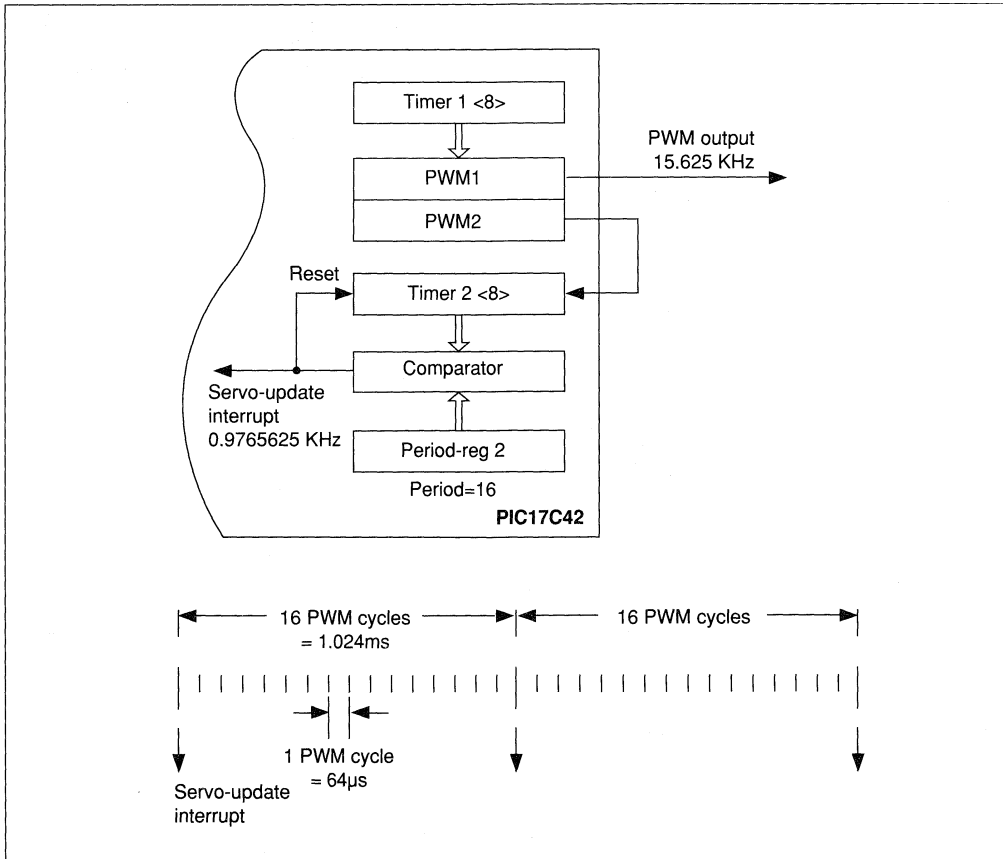 Timer 1 <8>
PWM output
15.625 KHz
PWM1
PWM2
Reset
Timer 2 <8>
Comparator
Servo-update
interrupt
0.9765625 KHz
Period-reg 2
Period=16
PIC17C42
16 PWM cycles
= 1.024ms
16 PWM cycles
1 PWM cycle
= 64µs
Servo-update
interrupt